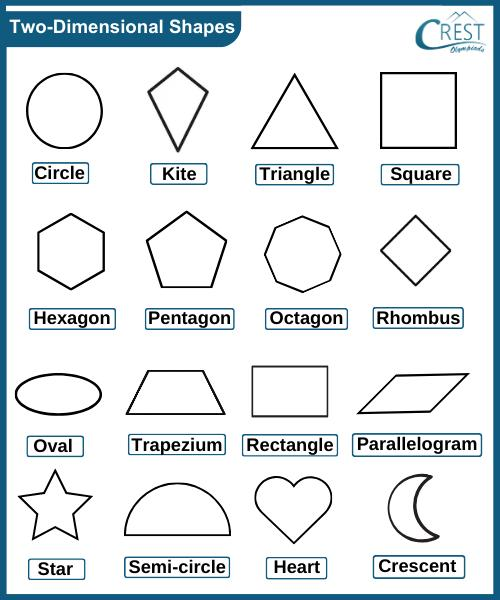 Two-Dimensional Shapes
CREST
Olympiads
Circle
Kite
Triangle
Square
Hexagon
Pentagon
Octagon
Rhombus
Oval
Trapezium
Rectangle
Parallelogram
Star
Semi-circle
Heart
Crescent